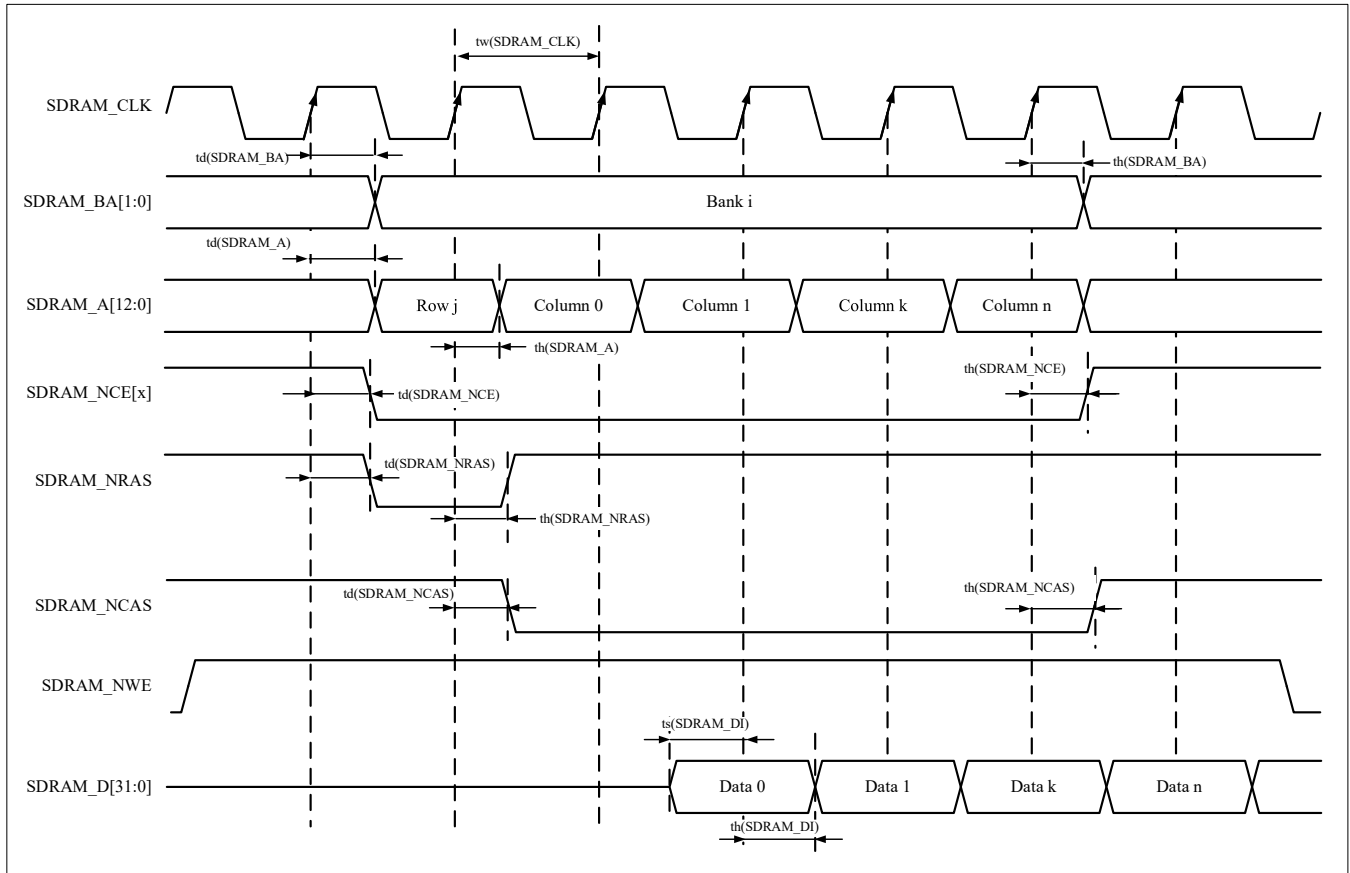 tw(SDRAM_CLK)
SDRAM_CLK
td(SDRAM_BA)
th(SDRAM_BA)
SDRAM_BA[1:0]
Bank i
td(SDRAM_A)
SDRAM_A[12:0]
Row j
Column 0
Column 1
Column k
Column n
th(SDRAM_A)
th(SDRAM_NCE)
SDRAM_NCE[x]
td(SDRAM_NCE)
td(SDRAM_NRAS)
SDRAM_NRAS
th(SDRAM_NRAS)
td(SDRAM_NCAS)
th(SDRAM_NCAS)
SDRAM_NCAS
SDRAM_NWE
ts(SDRAM_DI)
SDRAM_D[31:0]
Data 0
Data 1
Data k
Data n
th(SDRAM_DI)